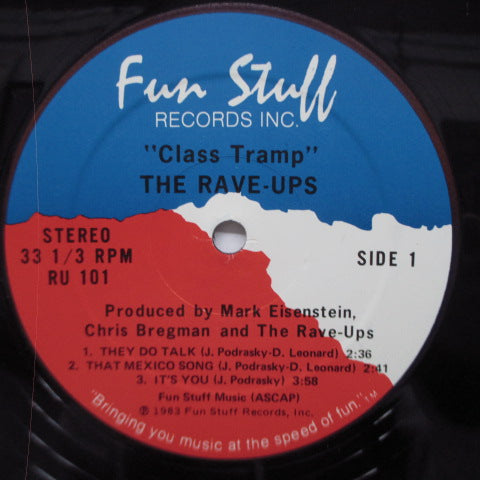 Fun Stuff
RECORDS INC.
"Class Tramp"
THE RAVE-UPS
STEREO
33 1/3 RPM
RU 101
SIDE 1
Produced by Mark Eisenstein,
Chris Bregman and The Rave-Ups
1. THEY DO TALK (J. Podrasky-D. Leonard) 2:36
2. THAT MEXICO SONG (J. Podrasky-D. Leonard) 2:41
3. IT'S YOU (J. Podrasky) 3:58
Fun Stuff Music (ASCAP)
℗ 1983 Fun Stuff Records, Inc.
"Bringing you music at the speed of fun."™